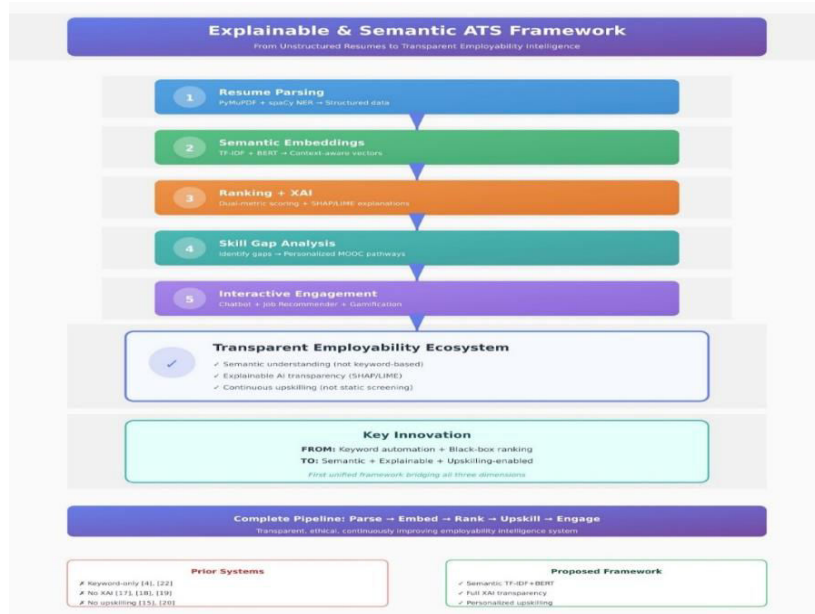 Explainable & Semantic ATS Framework
From Unstructured Resumes to Transparent Employability Intelligence
1
Resume Parsing
PyMuPDF + spaCy NER → Structured data
2
Semantic Embeddings
TF-IDF + BERT → Context-aware vectors
3
Ranking + XAI
Dual-metric scoring + SHAP/LIME explanations
4
Skill Gap Analysis
Identify gaps → Personalized MOOC pathways
5
Interactive Engagement
Chatbot + Job Recommender + Gamification
✓
Transparent Employability Ecosystem
✓ Semantic understanding (not keyword-based)
✓ Explainable AI transparency (SHAP/LIME)
✓ Continuous upskilling (not static screening)
Key Innovation
FROM: Keyword automation + Black-box ranking
TO: Semantic + Explainable + Upskilling-enabled
First unified framework bridging all three dimensions
Complete Pipeline: Parse → Embed → Rank → Upskill → Engage
Transparent, ethical, continuously improving employability intelligence system
Prior Systems
✗ Keyword-only [4], [22]
✗ No XAI [17], [18], [19]
✗ No upskilling [15], [20]
Proposed Framework
✓ Semantic TF-IDF+BERT
✓ Full XAI transparency
✓ Personalized upskilling